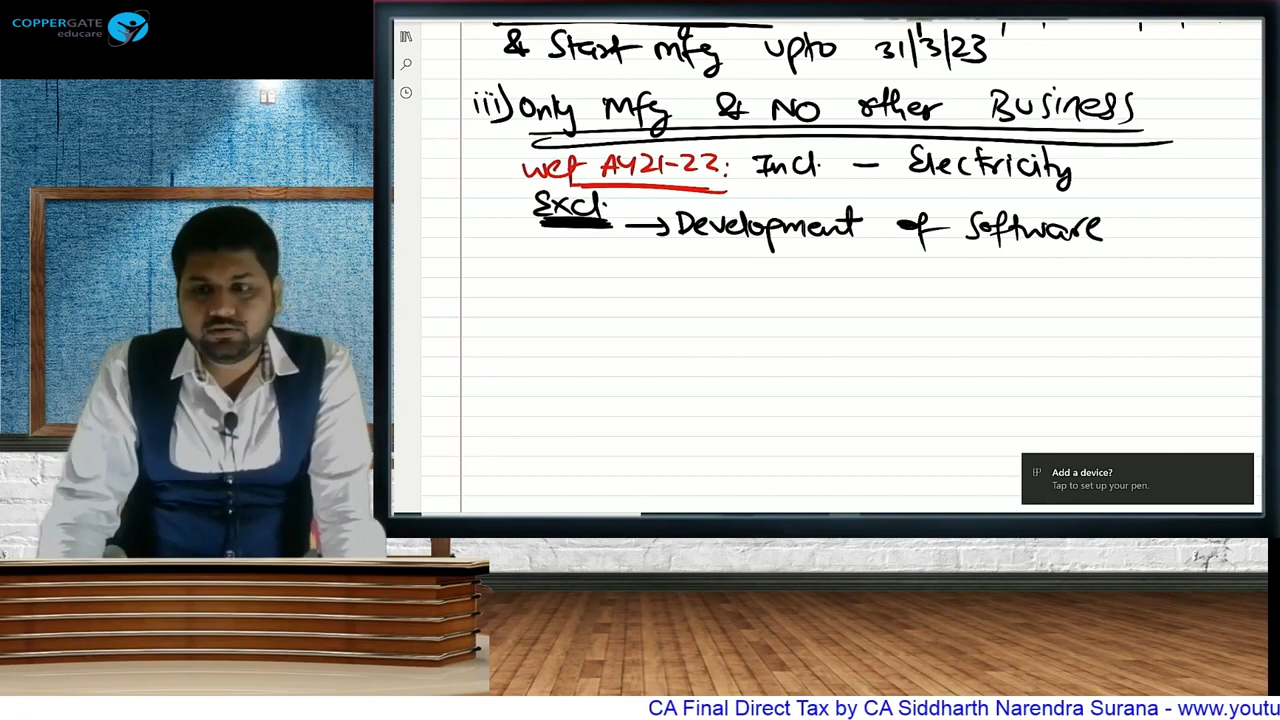 COPPERGATE
educare
& Start mfg upto 31/3/23
iii) Only Mfg & NO other Business
wef AY21-22: Incl. - Electricity
Excl.
→ Development of Software
Add a device?
Tap to set up your pen.
CA Final Direct Tax by CA Siddharth Narendra Surana - www.youtu